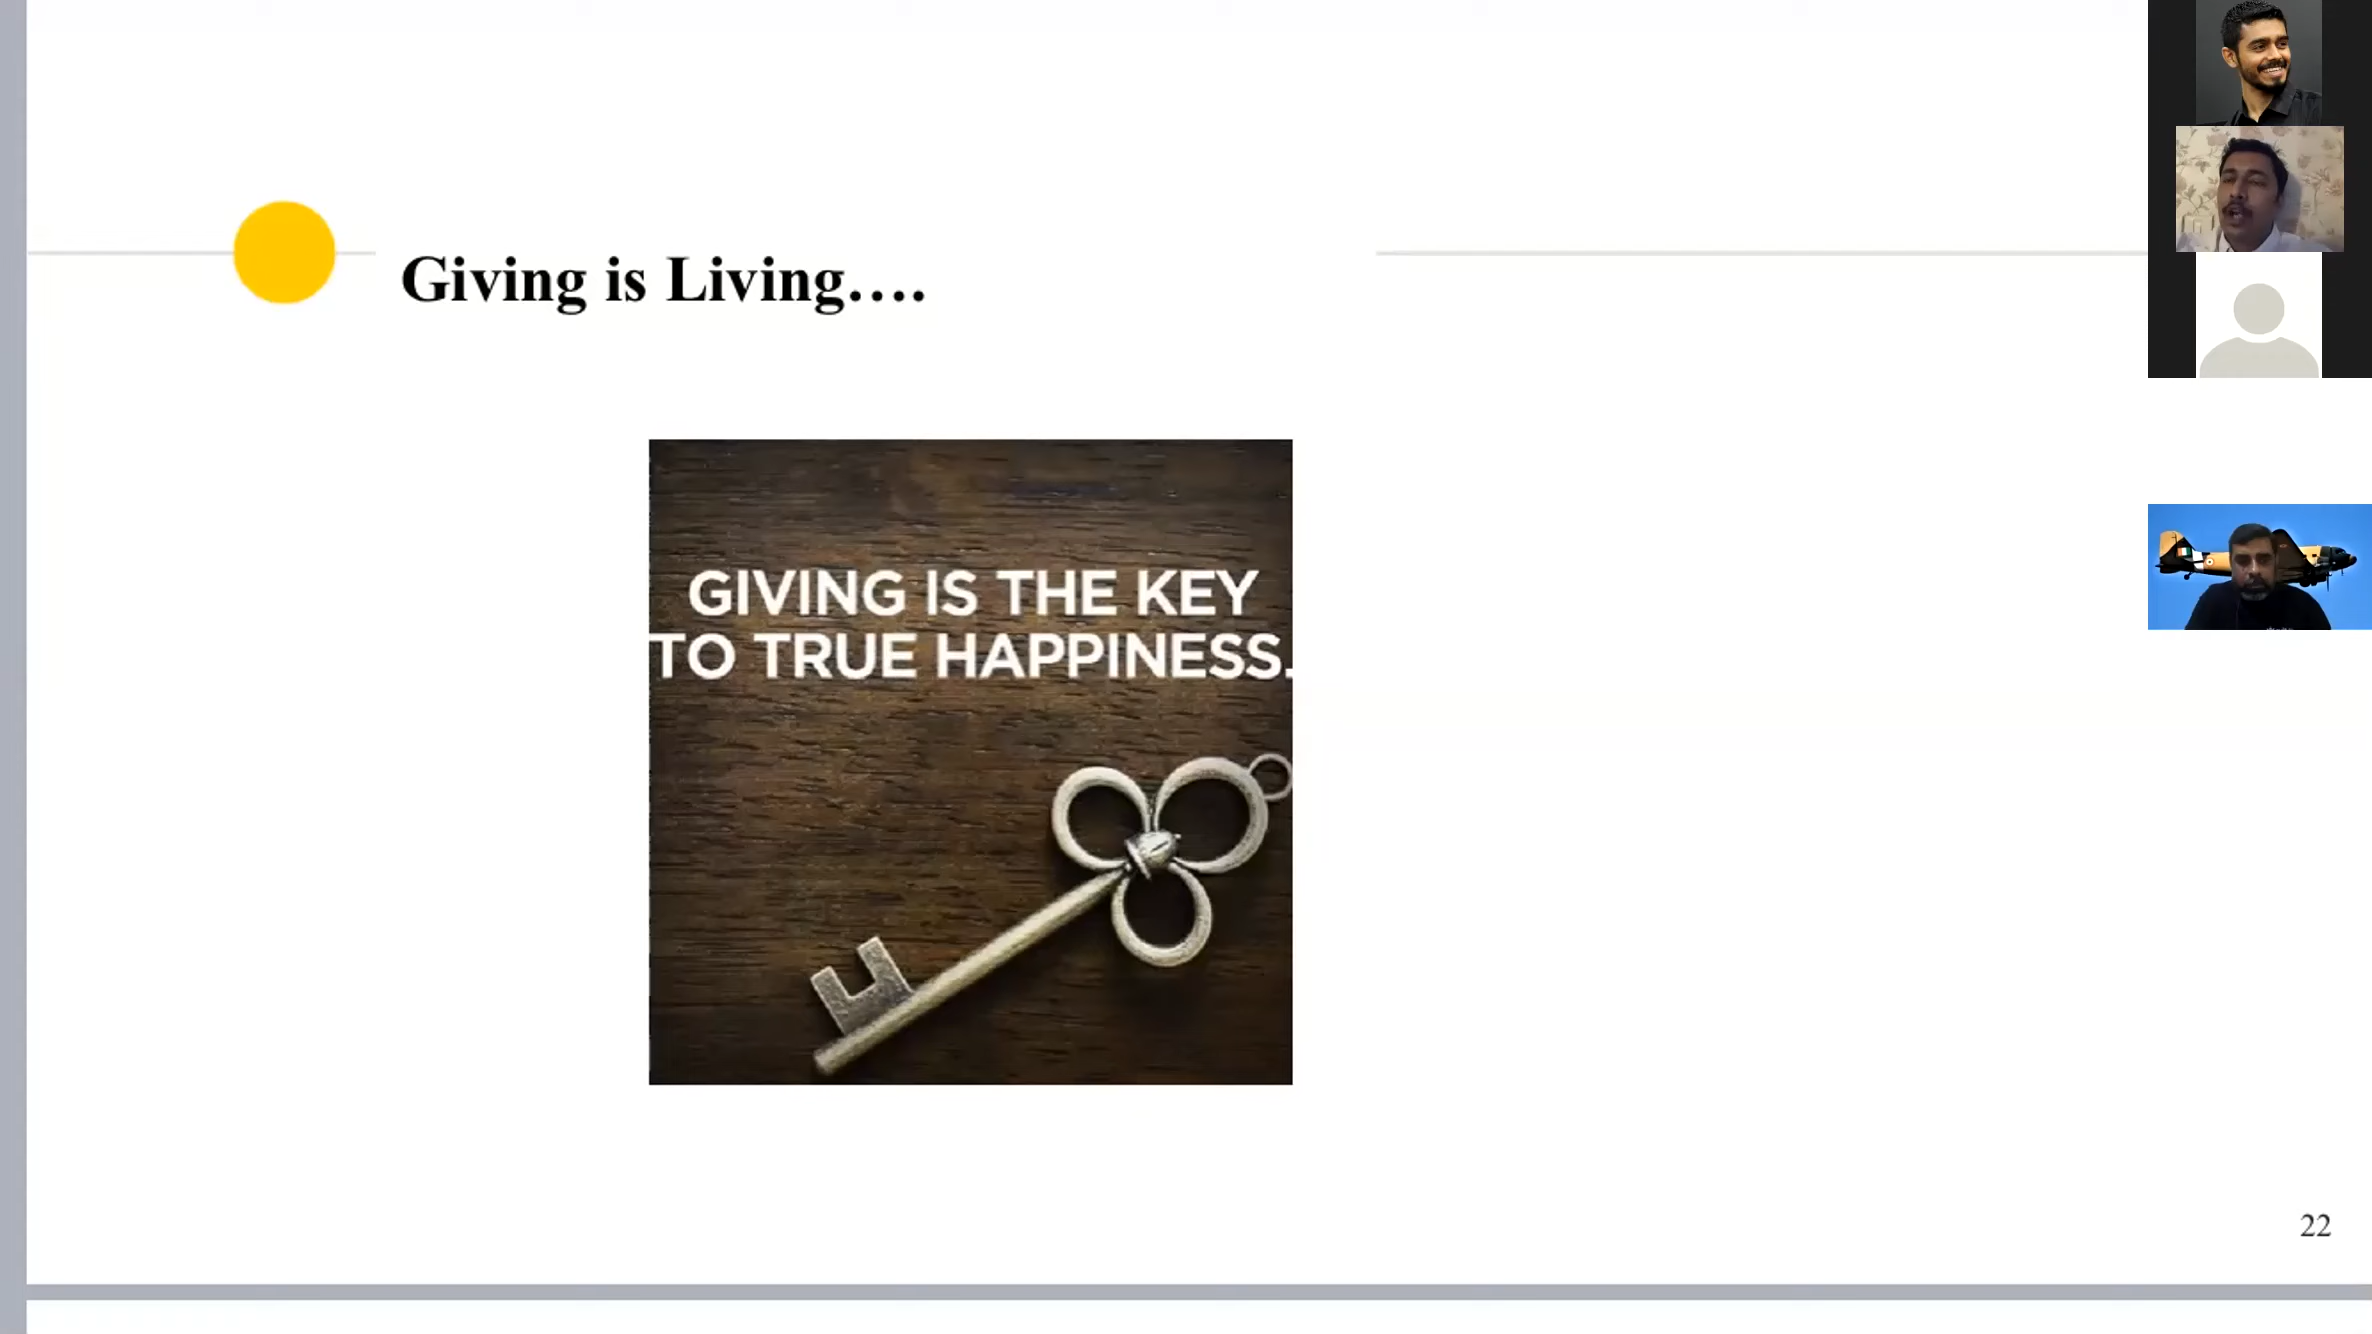 Giving is Living....
GIVING IS THE KEY
TO TRUE HAPPINESS.
22